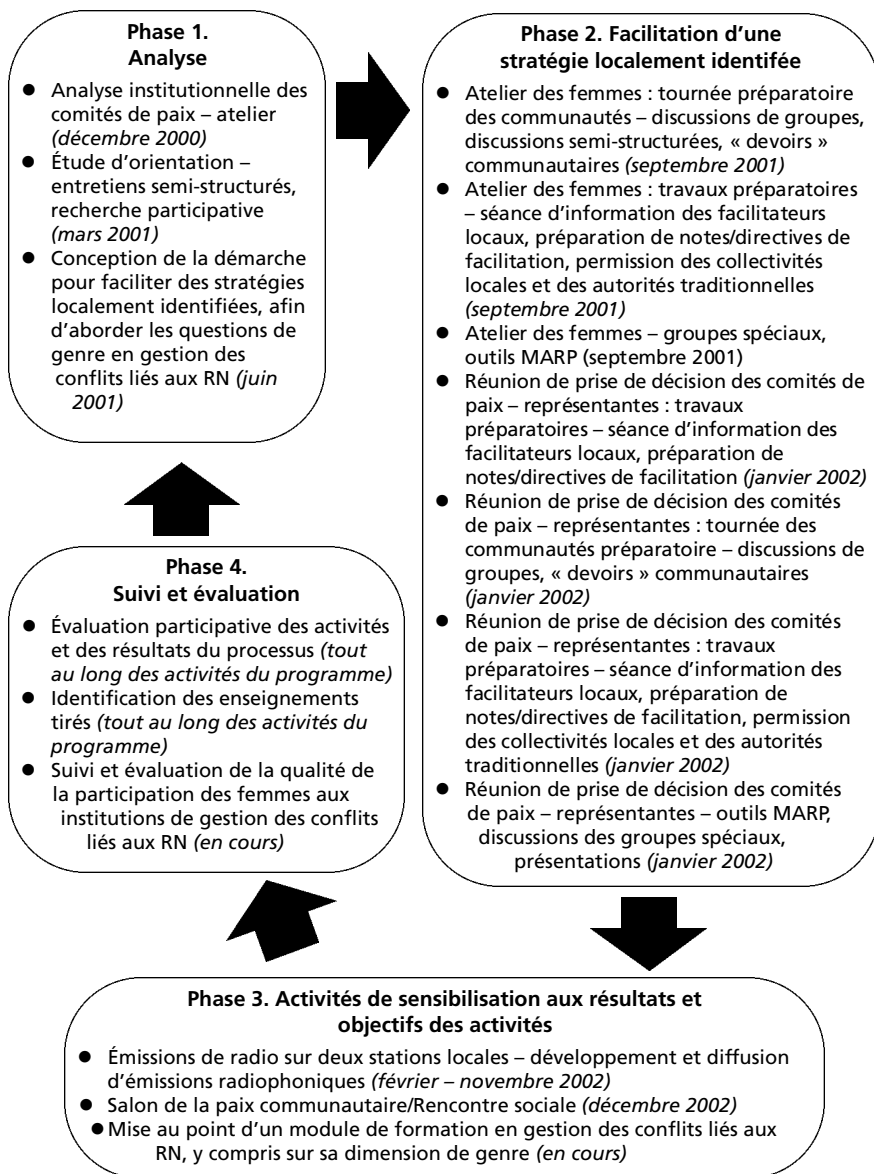 Phase 1.
Analyse
● Analyse institutionnelle des
comités de paix – atelier
(décembre 2000)
● Étude d’orientation –
entretiens semi-structurés,
recherche participative
(mars 2001)
● Conception de la démarche
pour faciliter des stratégies
localement identifiées, afin
d’aborder les questions de
genre en gestion des
conflits liés aux RN (juin
2001)
Phase 2. Facilitation d’une
stratégie localement identifée
● Atelier des femmes : tournée préparatoire
des communautés – discussions de groupes,
discussions semi-structurées, « devoirs »
communautaires (septembre 2001)
● Atelier des femmes : travaux préparatoires
– séance d’information des facilitateurs
locaux, préparation de notes/directives de
facilitation, permission des collectivités
locales et des autorités traditionnelles
(septembre 2001)
● Atelier des femmes – groupes spéciaux,
outils MARP (septembre 2001)
● Réunion de prise de décision des comités de
paix – représentantes : travaux
préparatoires – séance d’information des
facilitateurs locaux, préparation de
notes/directives de facilitation (janvier 2002)
● Réunion de prise de décision des comités
de paix – représentantes : tournée des
communautés préparatoire – discussions de
groupes, « devoirs » communautaires
(janvier 2002)
● Réunion de prise de décision des comités
de paix – représentantes : travaux
préparatoires – séance d’information des
facilitateurs locaux, préparation de
notes/directives de facilitation, permission
des collectivités locales et des autorités
traditionnelles (janvier 2002)
● Réunion de prise de décision des comités
de paix – représentantes – outils MARP,
discussions des groupes spéciaux,
présentations (janvier 2002)
Phase 3. Activités de sensibilisation aux résultats et
objectifs des activités
● Émissions de radio sur deux stations locales – développement et diffusion
d’émissions radiophoniques (février – novembre 2002)
● Salon de la paix communautaire/Rencontre sociale (décembre 2002)
● Mise au point d’un module de formation en gestion des conflits liés aux
RN, y compris sur sa dimension de genre (en cours)
Phase 4.
Suivi et évaluation
● Évaluation participative des activités
et des résultats du processus (tout
au long des activités du programme)
● Identification des enseignements
tirés (tout au long des activités du
programme)
● Suivi et évaluation de la qualité de
la participation des femmes aux
institutions de gestion des conflits
liés aux RN (en cours)